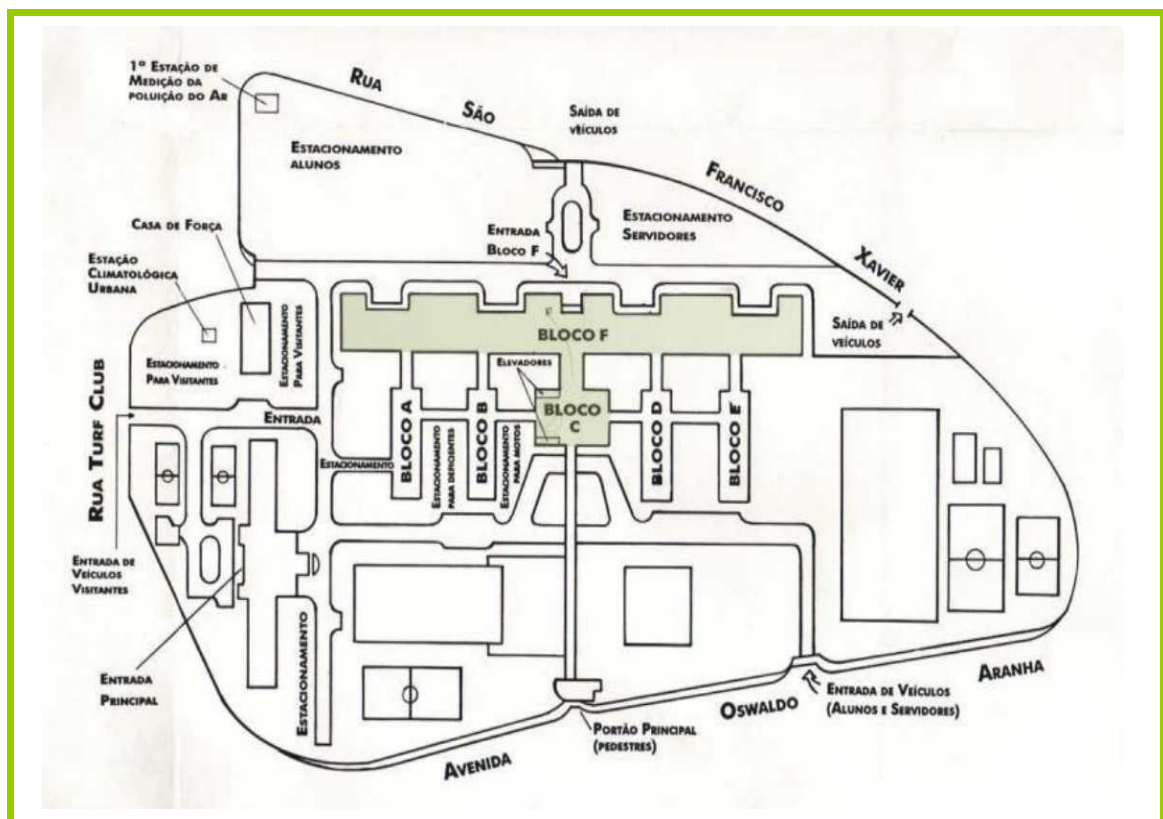 1ª Estação de
Medição da
poluição do Ar
Rua
São
Francisco
Xavier
Saída de
veículos
Estacionamento
alunos
Estacionamento
Servidores
Casa de Força
Entrada
Bloco F
Estação
Climatológica
Urbana
Saída de
veículos
Bloco F
Estacionamento
Para Visitantes
Estacionamento
Para Visitantes
Elevadores
Bloco
C
Rua Turf Club
Entrada
Estacionamento
Bloco A
Estacionamento
para deficientes
Bloco B
Estacionamento
para motos
Bloco D
Bloco E
Entrada de
Veículos
Visitantes
Entrada
Principal
Estacionamento
Avenida
Oswaldo
Aranha
Portão Principal
(pedestres)
Entrada de Veículos
(Alunos e Servidores)